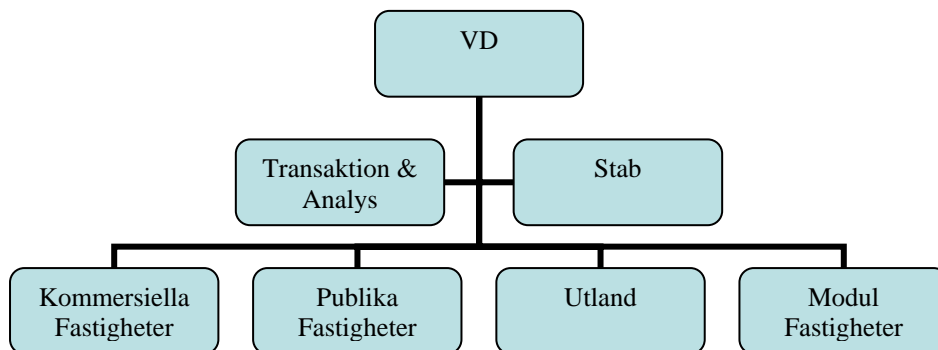 VD
Transaktion &
Analys
Stab
Kommersiella
Fastigheter
Publika
Fastigheter
Utland
Modul
Fastigheter